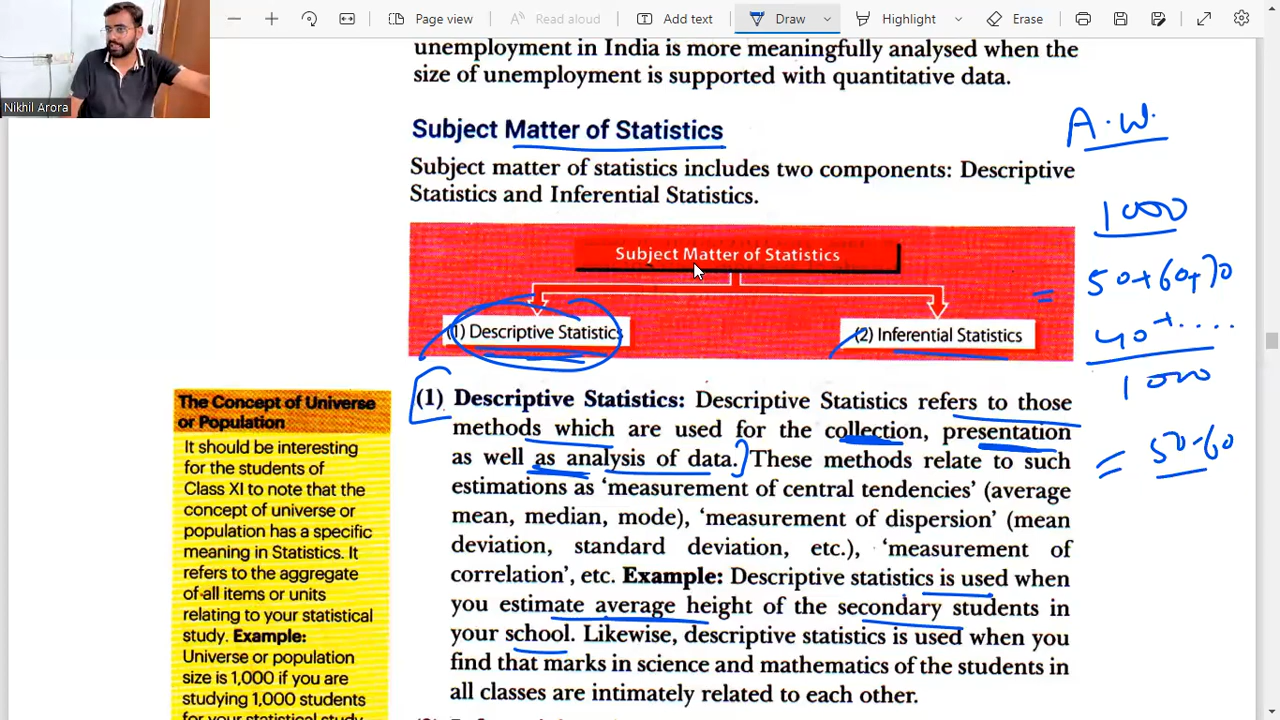 Page view
Read aloud
Add text
Draw
Highlight
Erase
Nikhil Arora
unemployment in India is more meaningfully analysed when the
size of unemployment is supported with quantitative data.
Subject Matter of Statistics
Subject matter of statistics includes two components: Descriptive
Statistics and Inferential Statistics.
Subject Matter of Statistics
(1) Descriptive Statistics
(2) Inferential Statistics
(1) Descriptive Statistics: Descriptive Statistics refers to those
methods which are used for the collection, presentation
as well as analysis of data. These methods relate to such
estimations as ‘measurement of central tendencies’ (average
mean, median, mode), ‘measurement of dispersion’ (mean
deviation, standard deviation, etc.), ‘measurement of
correlation’, etc. Example: Descriptive statistics is used when
you estimate average height of the secondary students in
your school. Likewise, descriptive statistics is used when you
find that marks in science and mathematics of the students in
all classes are intimately related to each other.
The Concept of Universe
or Population
It should be interesting
for the students of
Class XI to note that the
concept of universe or
population has a specific
meaning in Statistics. It
refers to the aggregate
of all items or units
relating to your statistical
study. Example:
Universe or population
size is 1,000 if you are
studying 1,000 students
for your statistical study
A.W.
1000
= 50+60+70
40+....
1000
= 50-60